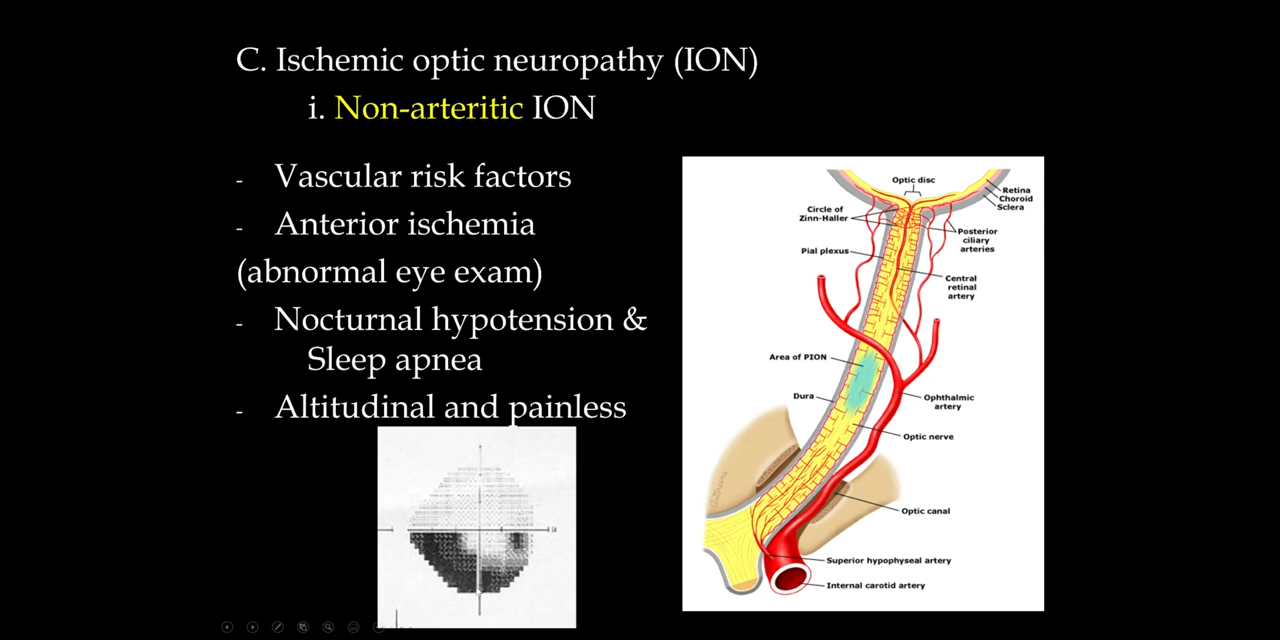 C. Ischemic optic neuropathy (ION)
i. Non-arteritic ION
- Vascular risk factors
- Anterior ischemia
(abnormal eye exam)
- Nocturnal hypotension &
Sleep apnea
- Altitudinal and painless
Optic disc
Retina
Choroid
Sclera
Circle of
Zinn-Haller
Posterior
ciliary
arteries
Pial plexus
Central
retinal
artery
Area of PION
Dura
Ophthalmic
artery
Optic nerve
Optic canal
Superior hypophyseal artery
Internal carotid artery